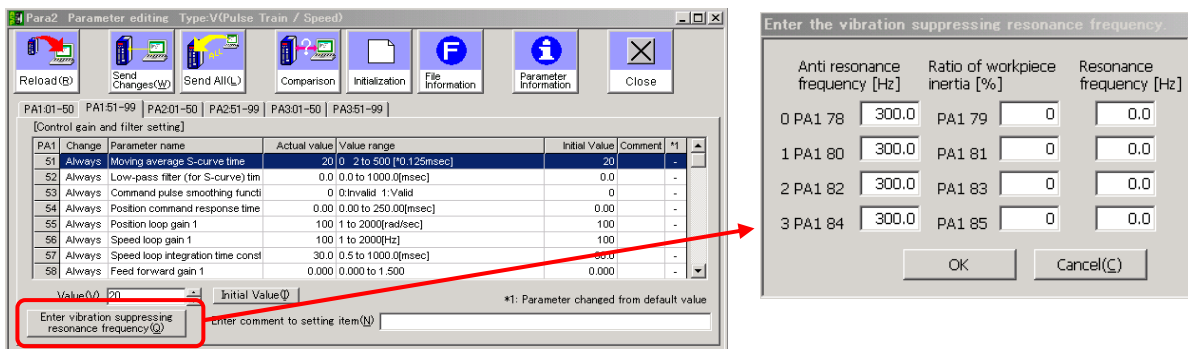 Para2 Parameter editing Type:V(Pulse Train / Speed)
Reload(R)
Send Changes(W)
ALL
Send All(L)
Comparison
Initialization
F
File Information
Parameter Information
Close
PA1:01-50 PA1:51-99 PA2:01-50 PA2:51-99 PA3:01-50 PA3:51-99
[Control gain and filter setting]
PA1 Change Parameter name Actual value Value range Initial Value Comment *1
51 Always Moving average S-curve time 20 0 2 to 500 [*0.125msec] 20 -
52 Always Low-pass filter (for S-curve) tim 0.0 0.0 to 1000.0[msec] 0.0 -
53 Always Command pulse smoothing functi 0 0:Invalid 1:Valid 0 -
54 Always Position command response time 0.00 0.00 to 250.00[msec] 0.00 -
55 Always Position loop gain 1 100 1 to 2000[rad/sec] 100 -
56 Always Speed loop gain 1 100 1 to 2000[Hz] 100 -
57 Always Speed loop integration time const 30.0 0.5 to 1000.0[msec] 30.0 -
58 Always Feed forward gain 1 0.000 0.000 to 1.500 0.000 -
Value(V) 20 Initial Value(I) *1: Parameter changed from default value
Enter vibration suppressing
resonance frequency(Q)
Enter comment to setting item(N)
Enter the vibration suppressing resonance frequency.
Anti resonance frequency [Hz]
Ratio of workpiece inertia [%]
Resonance frequency [Hz]
0 PA1 78 300.0 PA1 79 0 0.0
1 PA1 80 300.0 PA1 81 0 0.0
2 PA1 82 300.0 PA1 83 0 0.0
3 PA1 84 300.0 PA1 85 0 0.0
OK Cancel(C)